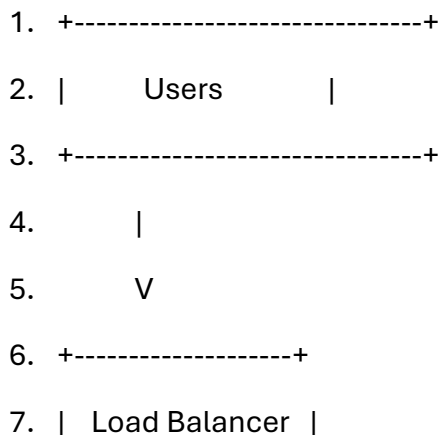 1. +--------------------------------+
2. |          Users             |
3. +--------------------------------+
4.            |
5.            V
6. +--------------------+
7. |   Load Balancer   |